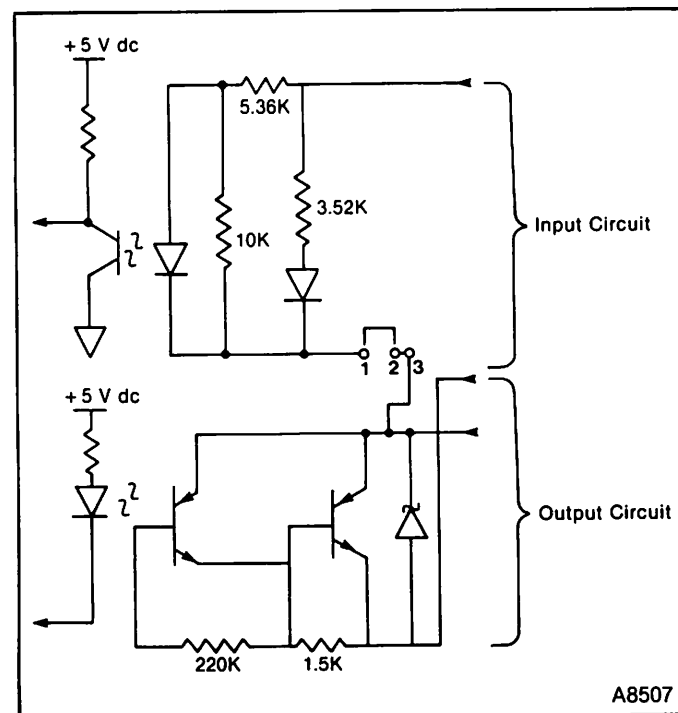 + 5 V dc
5.36K
3.52K
10K
Input Circuit
1 2 3
+ 5 V dc
Output Circuit
220K
1.5K
A8507